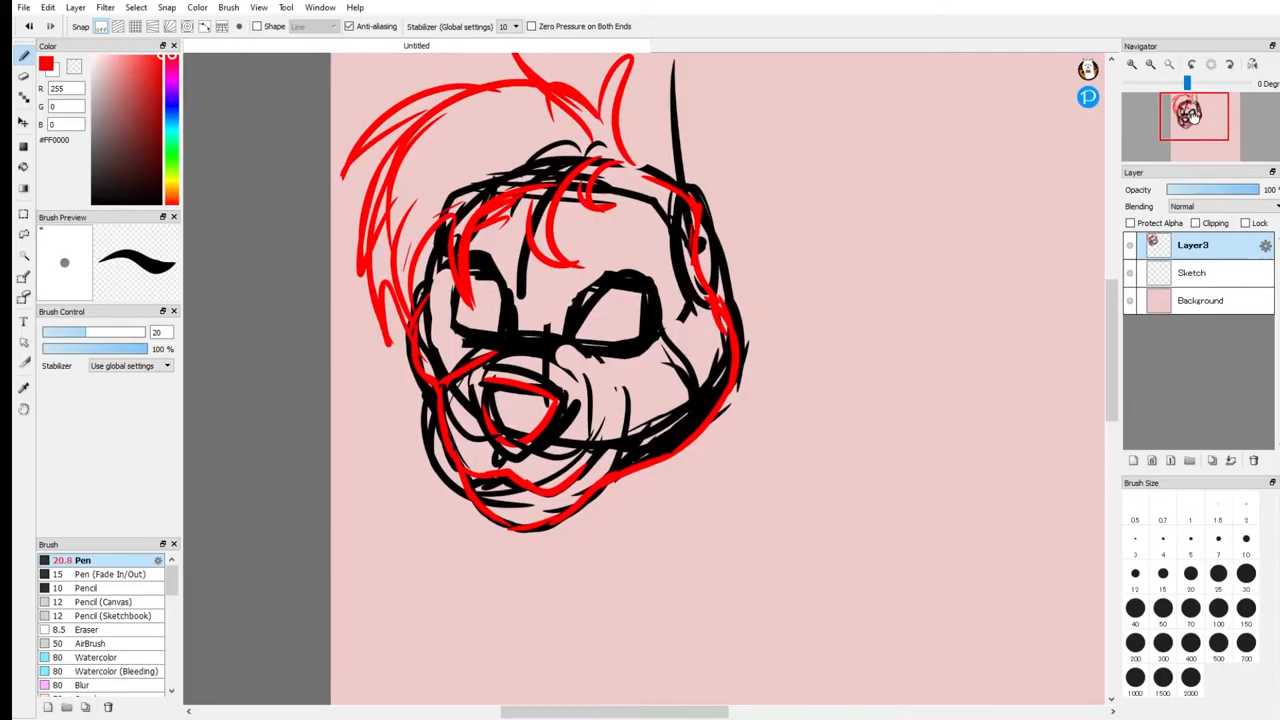 File Edit Layer Select Snap Color Brush View Tool Window Help
Snap OFF Shape Line Anti-aliasing Stabilizer (Global settings) 10 Zero Pressure on Both Ends
Untitled
Color
R 255
G 0
B 0
#FF0000
Brush Preview
Brush Control
20
100 %
Stabilizer Use global settings
Brush
20.8 Pen
15 Pen (Fade In/Out)
10 Pencil
12 Pencil (Canvas)
12 Pencil (Sketchbook)
8.5 Eraser
50 AirBrush
80 Watercolor
80 Watercolor (Bleeding)
80 Blur
Navigator
0 Degr
Layer
Opacity 100 %
Blending Normal
Protect Alpha Clipping Lock
Layer3
Sketch
Background
Brush Size
0.5 0.7 1 1.5 2
3 4 5 7 10
12 15 20 25 30
40 50 70 100 150
200 300 400 500 700
1000 1500 2000